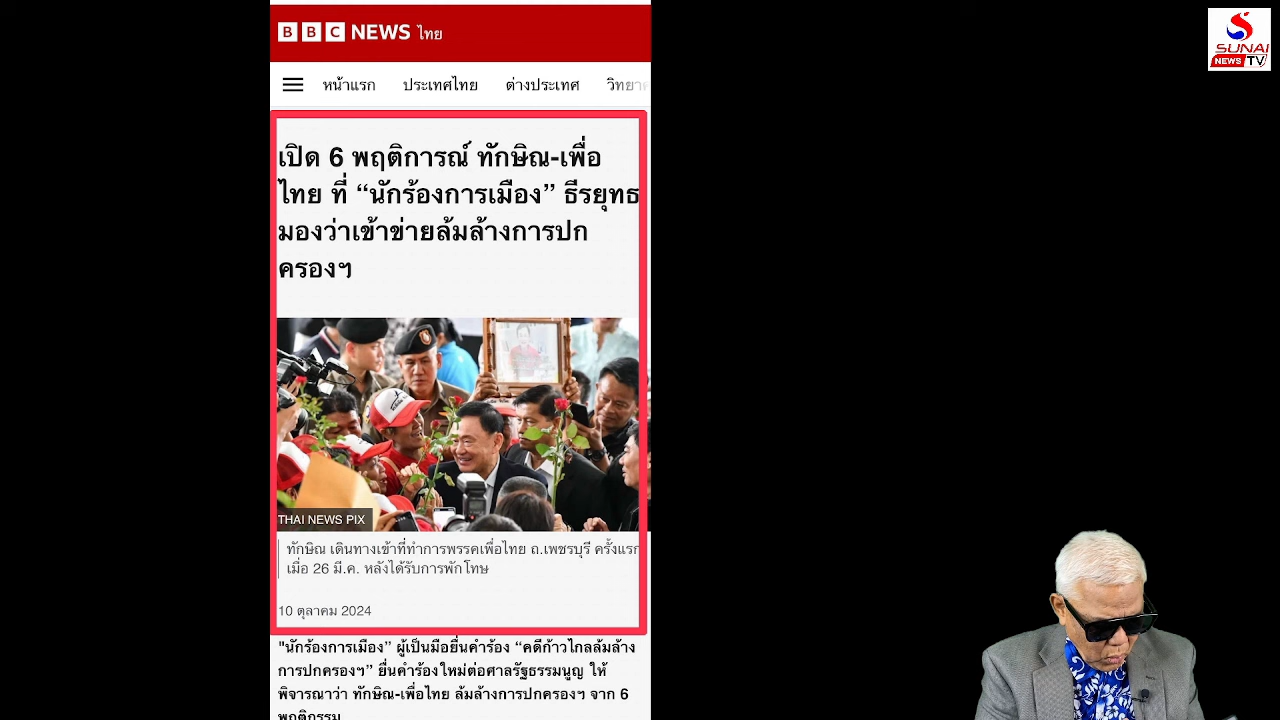 BBC NEWS ไทย
SUNAI
NEWS TV
หน้าแรก ประเทศไทย ต่างประเทศ วิทยา
เปิด 6 พฤติการณ์ ทักษิณ-เพื่อ
ไทย ที่ “นักร้องการเมือง” ธีรยุทธ
มองว่าเข้าข่ายล้มล้างการปก
ครองฯ
THAI NEWS PIX
ทักษิณ เดินทางเข้าที่ทำการพรรคเพื่อไทย ถ.เพชรบุรี ครั้งแรก
เมื่อ 26 มี.ค. หลังได้รับการพักโทษ
10 ตุลาคม 2024
"นักร้องการเมือง” ผู้เป็นมือยื่นคำร้อง “คดีก้าวไกลล้มล้าง
การปกครองฯ” ยื่นคำร้องใหม่ต่อศาลรัฐธรรมนูญ ให้
พิจารณาว่า ทักษิณ-เพื่อไทย ล้มล้างการปกครองฯ จาก 6
พฤติกรรม